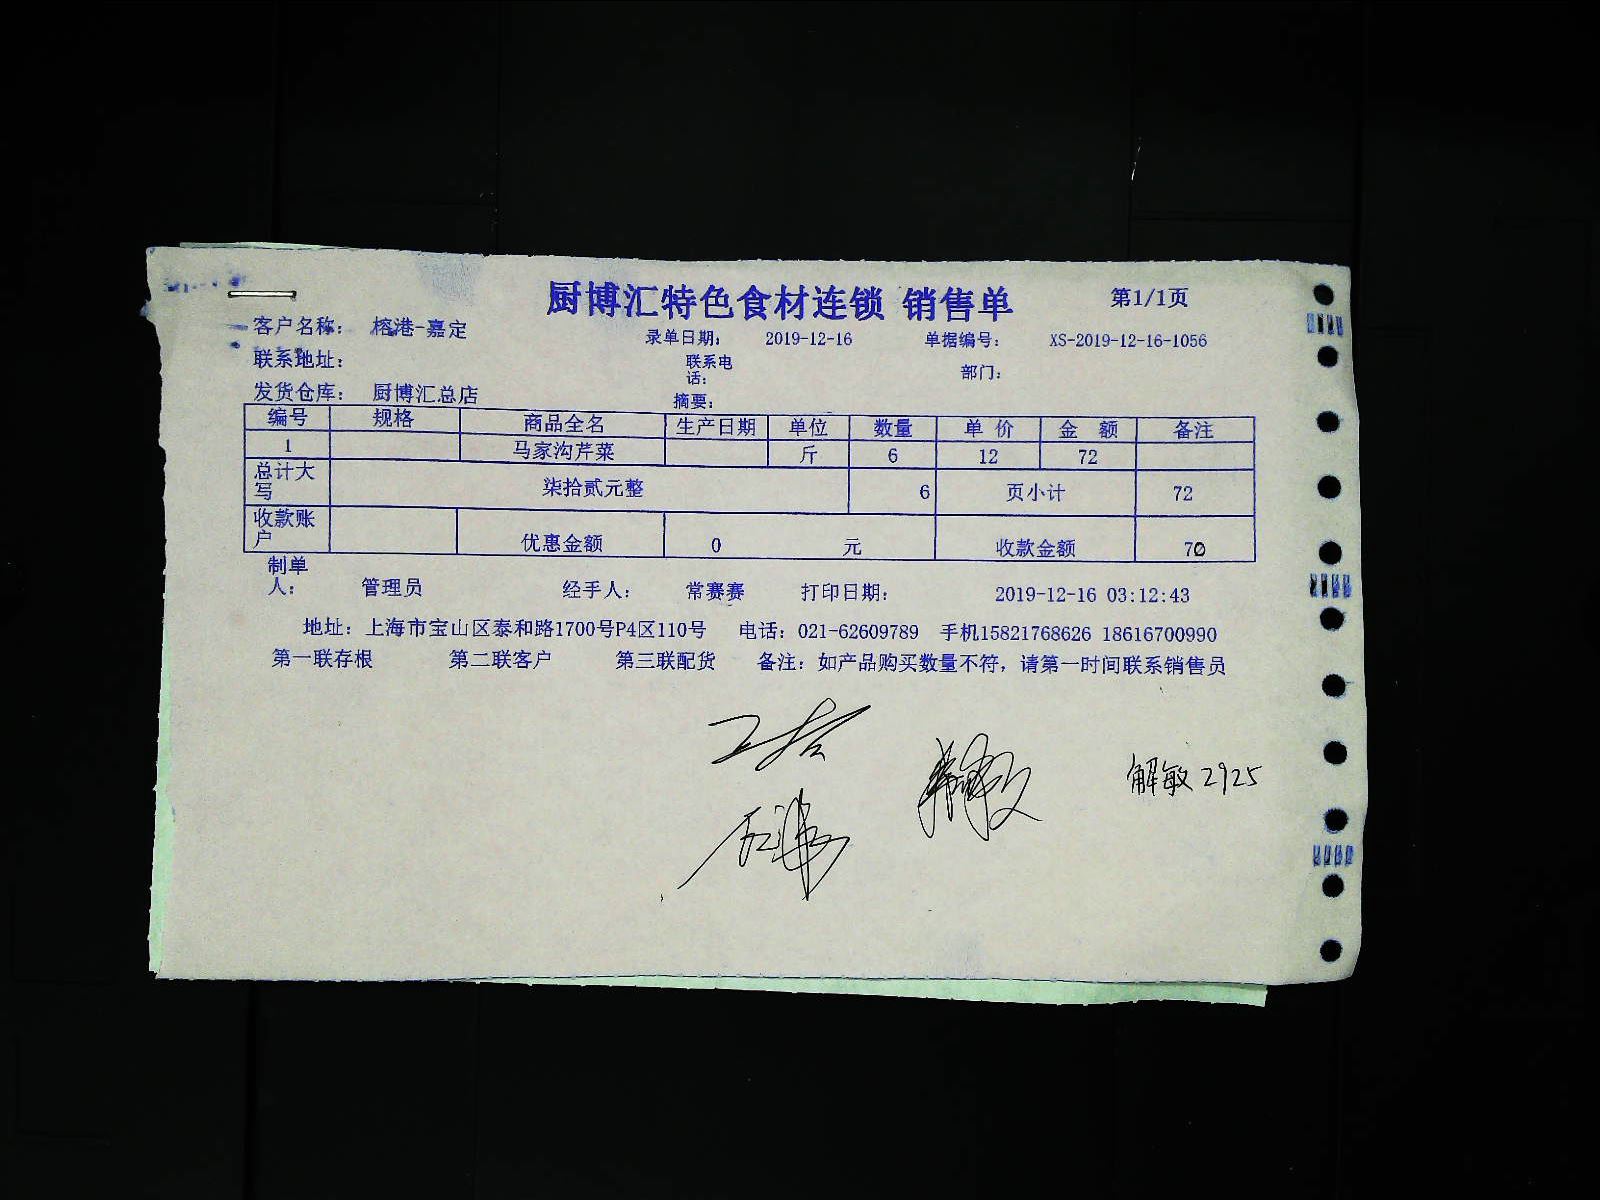 厨博汇特色食材连锁 销售单 第1/1页
客户名称： 榕港-嘉定 录单日期： 2019-12-16 单据编号： XS-2019-12-16-1056
联系地址： 联系电话： 部门：
发货仓库： 厨博汇总店 摘要：
编号 规格 商品全名 生产日期 单位 数量 单 价 金 额 备注
1 马家沟芹菜 斤 6 12 72
总计大写 柒拾贰元整 6 页小计 72
收款账户 优惠金额 0 元 收款金额 70
制单人： 管理员 经手人： 常赛赛 打印日期： 2019-12-16 03:12:43
地址：上海市宝山区泰和路1700号P4区110号 电话：021-62609789 手机15821768626 18616700990
第一联存根 第二联客户 第三联配货 备注：如产品购买数量不符，请第一时间联系销售员
解敏 2925